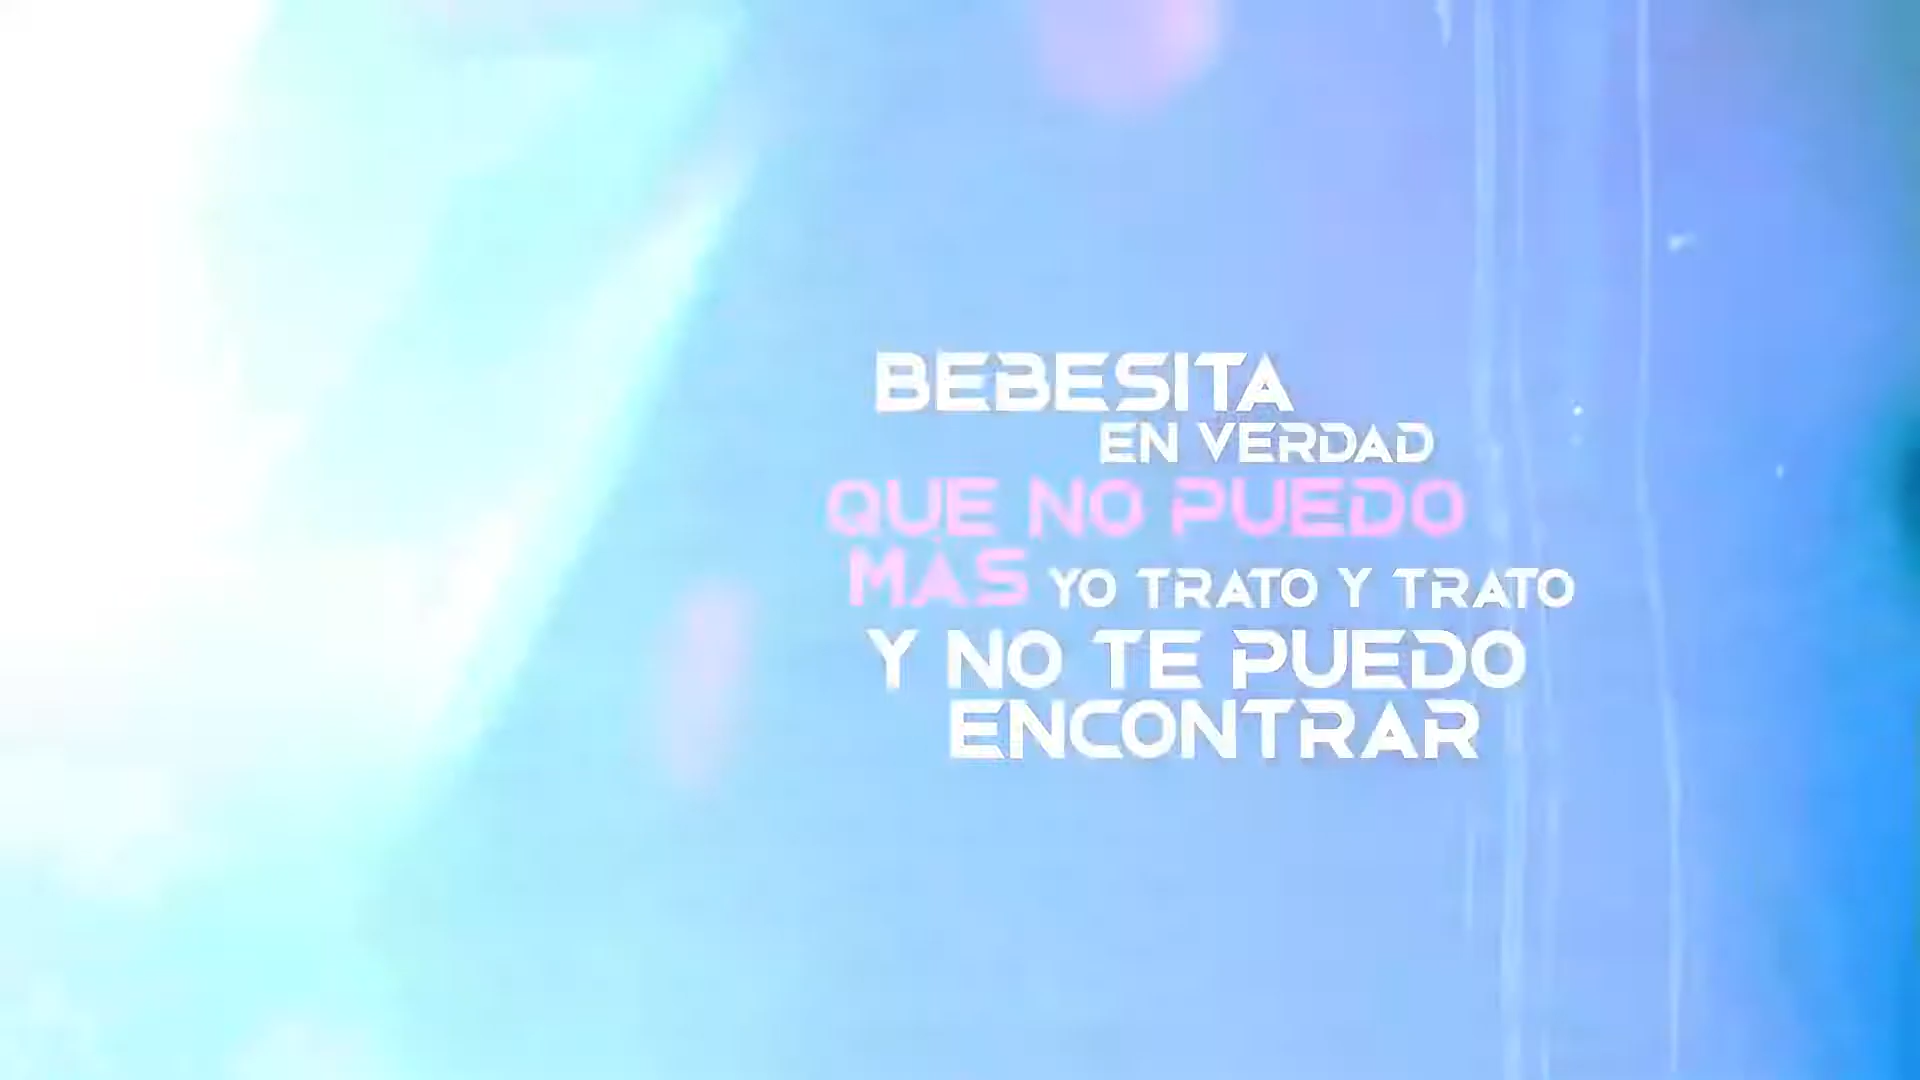 BEBESITA
EN VERDAD
QUE NO PUEDO
MÁS YO TRATO Y TRATO
Y NO TE PUEDO
ENCONTRAR